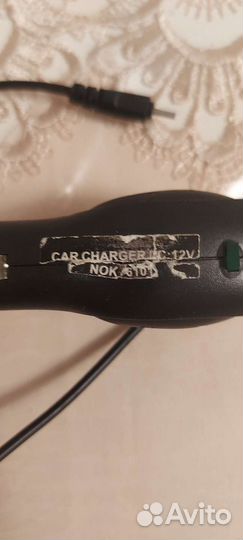 CAR CHARGER DC 12V
NOK. 6101
Avito